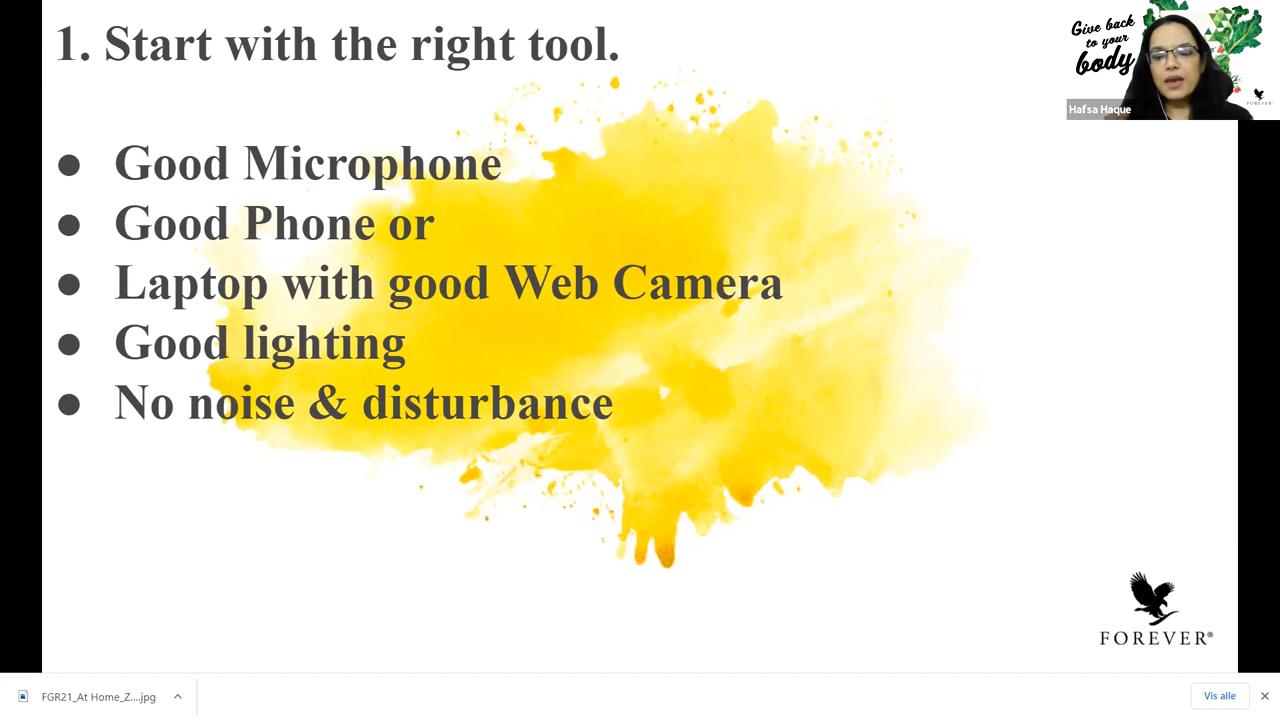 1. Start with the right tool.
● Good Microphone
● Good Phone or
● Laptop with good Web Camera
● Good lighting
● No noise & disturbance
Give back
to your
body
Hafsa Haque
FOREVER
FOREVER®
FGR21_At Home_Z....jpg
Vis alle